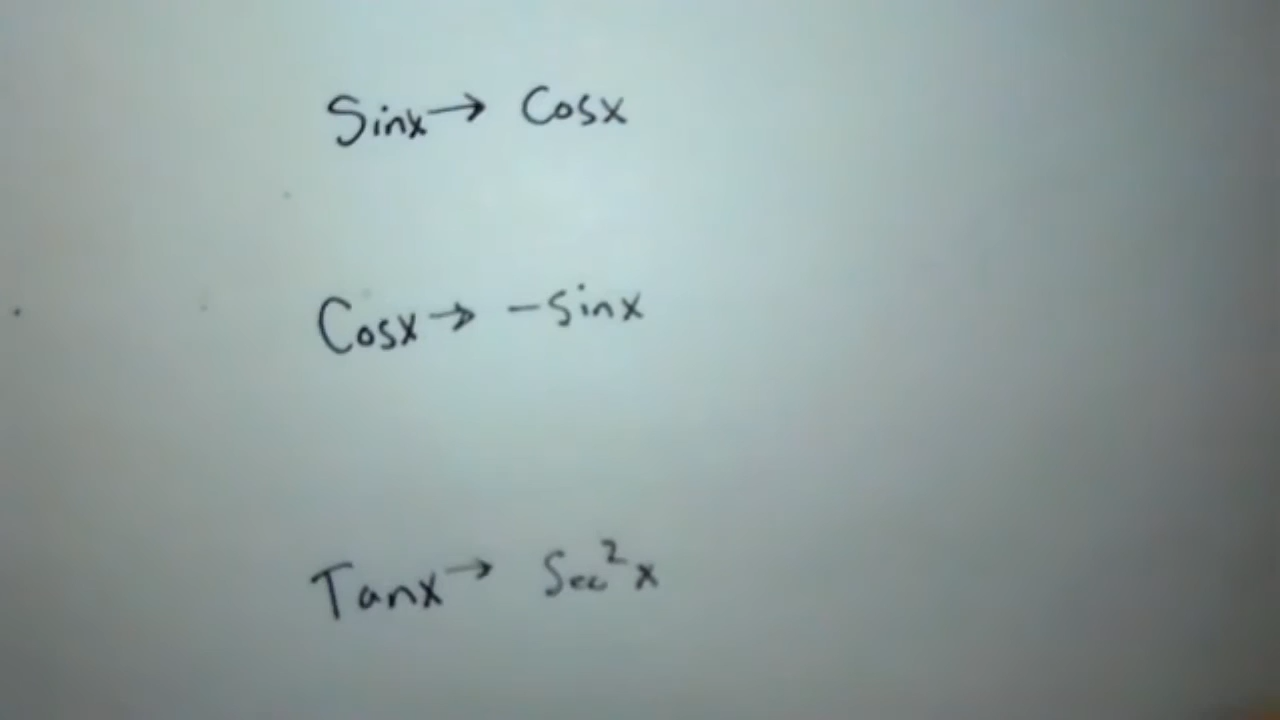 Sinx → Cosx
Cosx → -sinx
Tanx → Sec²x